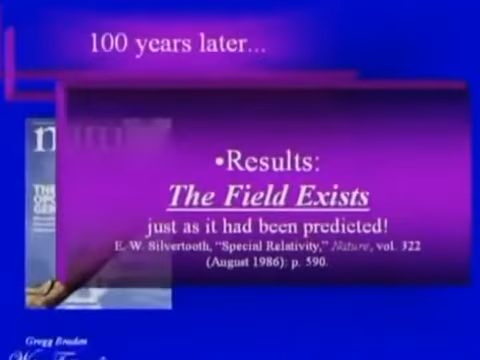 100 years later...
•Results:
The Field Exists
just as it had been predicted!
E. W. Silvertooth, "Special Relativity," Nature, vol. 322
(August 1986): p. 590.
Gregg Braden